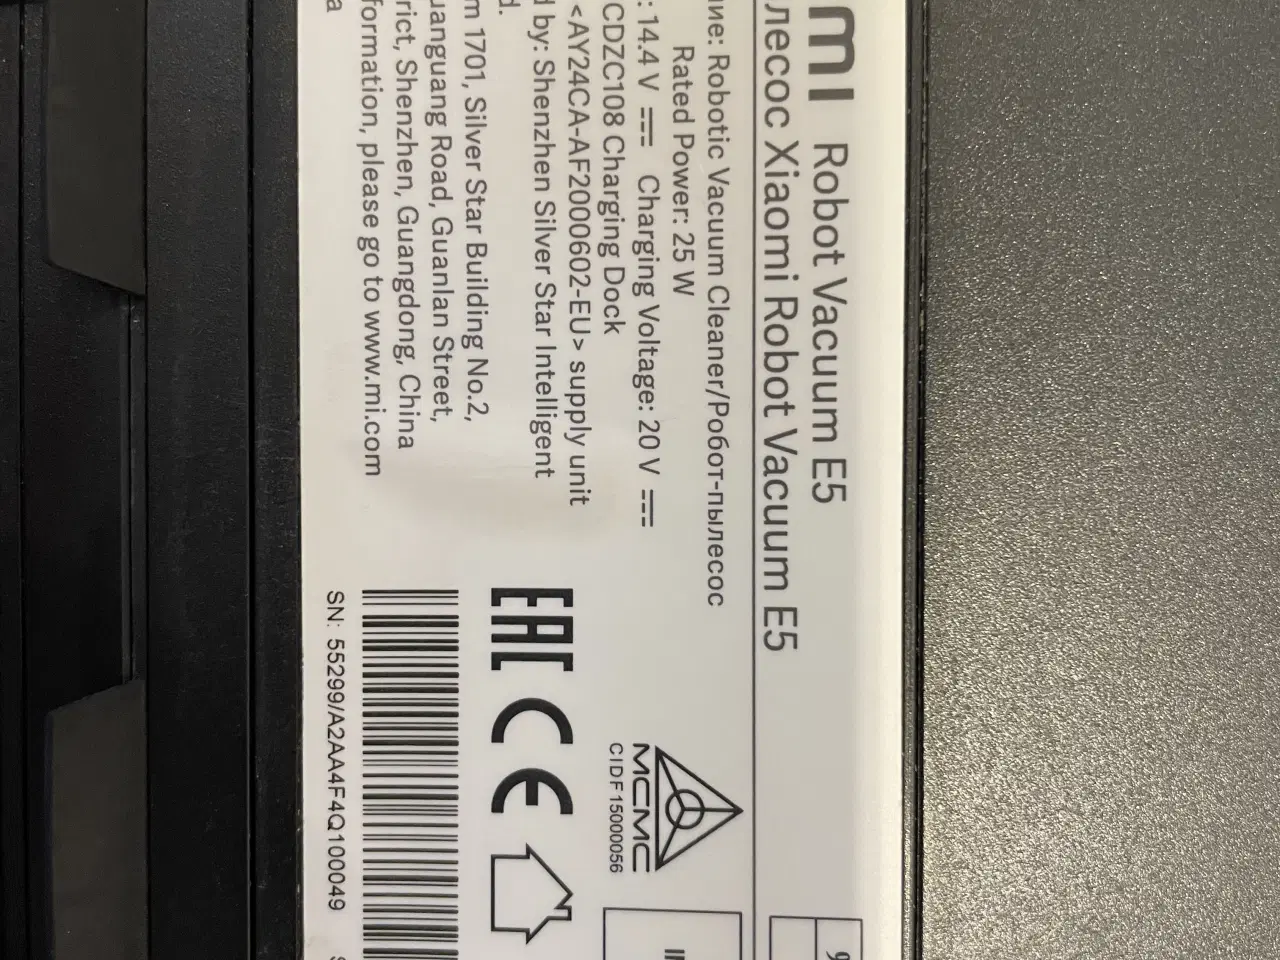 mi Robot Vacuum E5
лесос Xiaomi Robot Vacuum E5
ние: Robotic Vacuum Cleaner/Робот-пылесос
Rated Power: 25 W
: 14.4 V ⎓ Charging Voltage: 20 V ⎓
CDZC108 Charging Dock
<AY24CA-AF2000602-EU> supply unit
d by: Shenzhen Silver Star Intelligent
d.
m 1701, Silver Star Building No.2,
uanguang Road, Guanlan Street,
rict, Shenzhen, Guangdong, China
formation, please go to www.mi.com
a
MCMC
CIDF15000056
EAC CE
SN: 55299/A2AA4F4Q100049